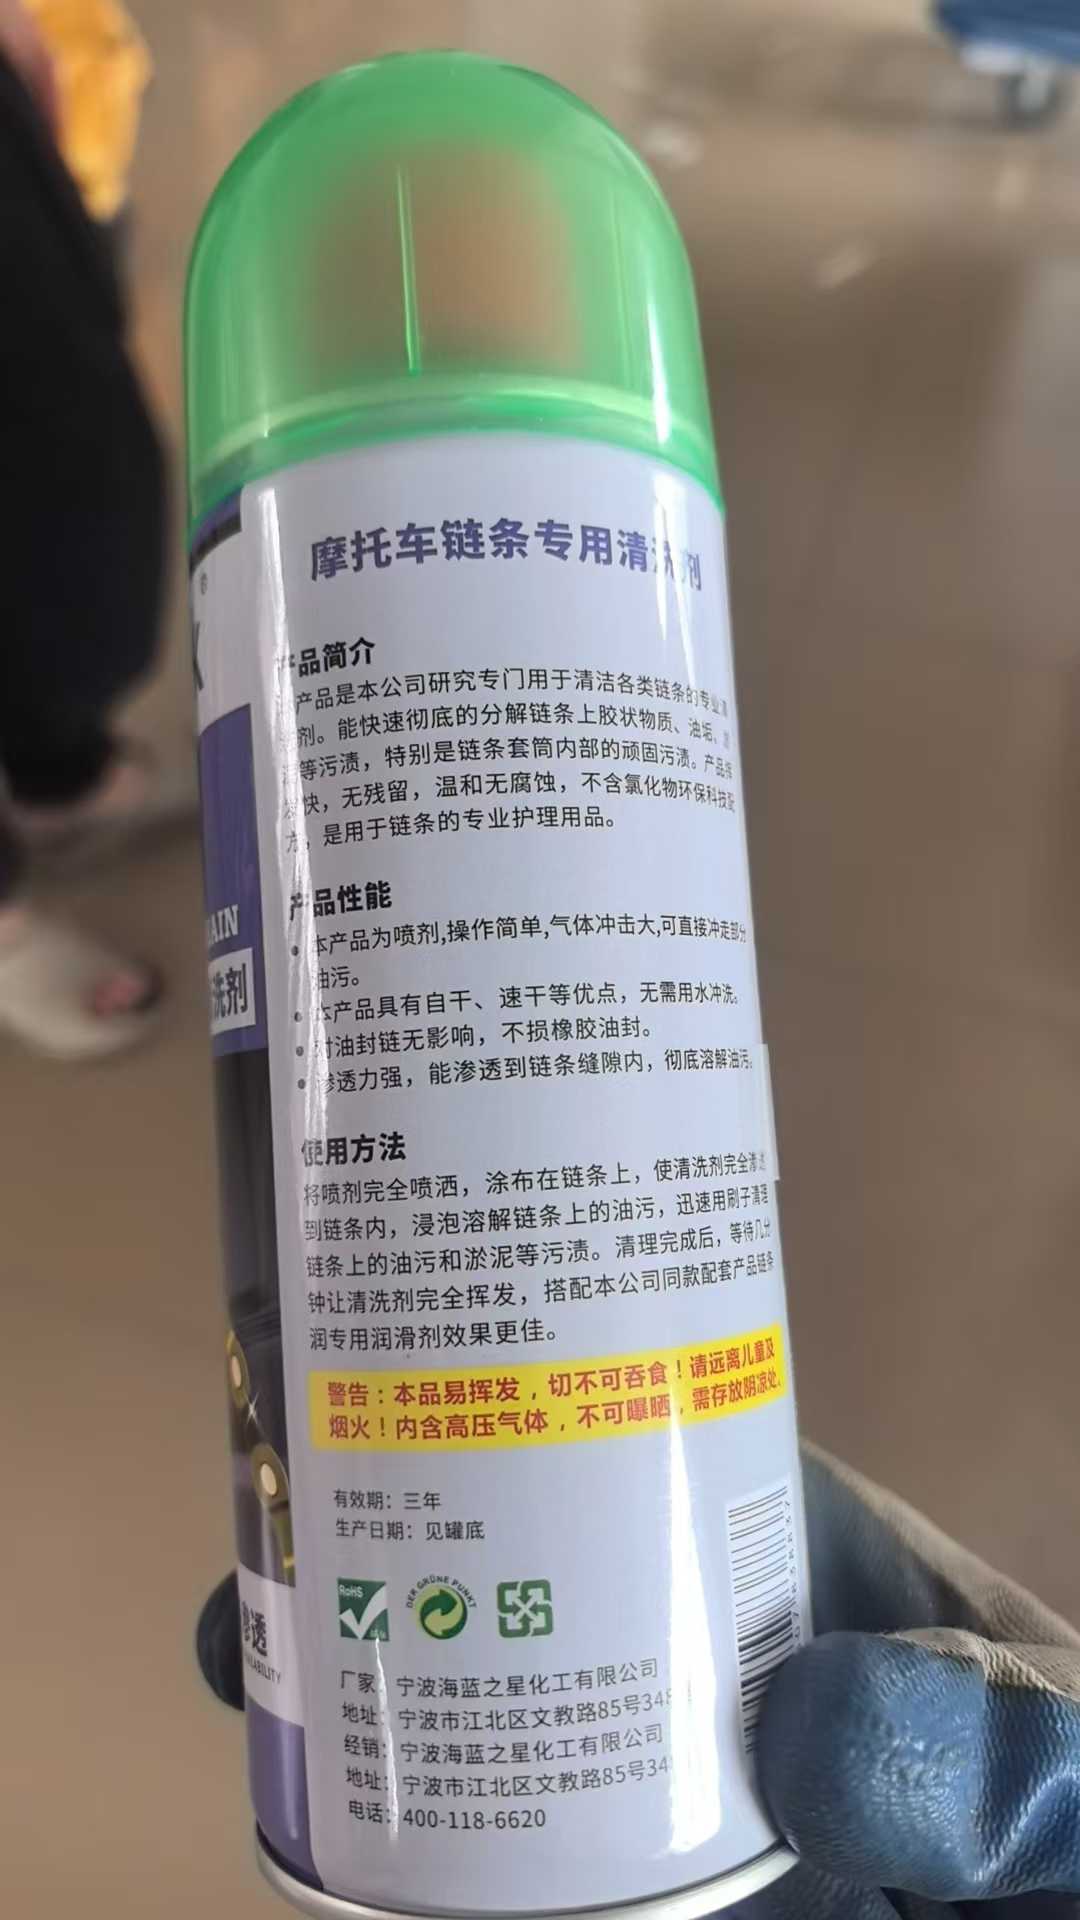 摩托车链条专用清洗剂
产品简介
产品是本公司研究专门用于清洁各类链条的专业清
剂。能快速彻底的分解链条上胶状物质、油垢、
等污渍，特别是链条套筒内部的顽固污渍。产品挥
快，无残留，温和无腐蚀，不含氯化物环保科技配
方，是用于链条的专业护理用品。
产品性能
本产品为喷剂,操作简单,气体冲击大,可直接冲走部分
油污。
本产品具有自干、速干等优点，无需用水冲洗。
对油封链无影响，不损橡胶油封。
渗透力强，能渗透到链条缝隙内，彻底溶解油污。
使用方法
将喷剂完全喷洒，涂布在链条上，使清洗剂完全渗透
到链条内，浸泡溶解链条上的油污，迅速用刷子清理
链条上的油污和淤泥等污渍。清理完成后，等待几分
钟让清洗剂完全挥发，搭配本公司同款配套产品链条
润专用润滑剂效果更佳。
警告：本品易挥发，切不可吞食！请远离儿童及
烟火！内含高压气体，不可曝晒，需存放阴凉处。
有效期：三年
生产日期：见罐底
RoHS
DER GRÜNE PUNKT
厂家：宁波海蓝之星化工有限公司
地址：宁波市江北区文教路85号348
经销：宁波海蓝之星化工有限公司
地址：宁波市江北区文教路85号34
电话：400-118-6620
AIN
洗剂
渗透
ABILITY